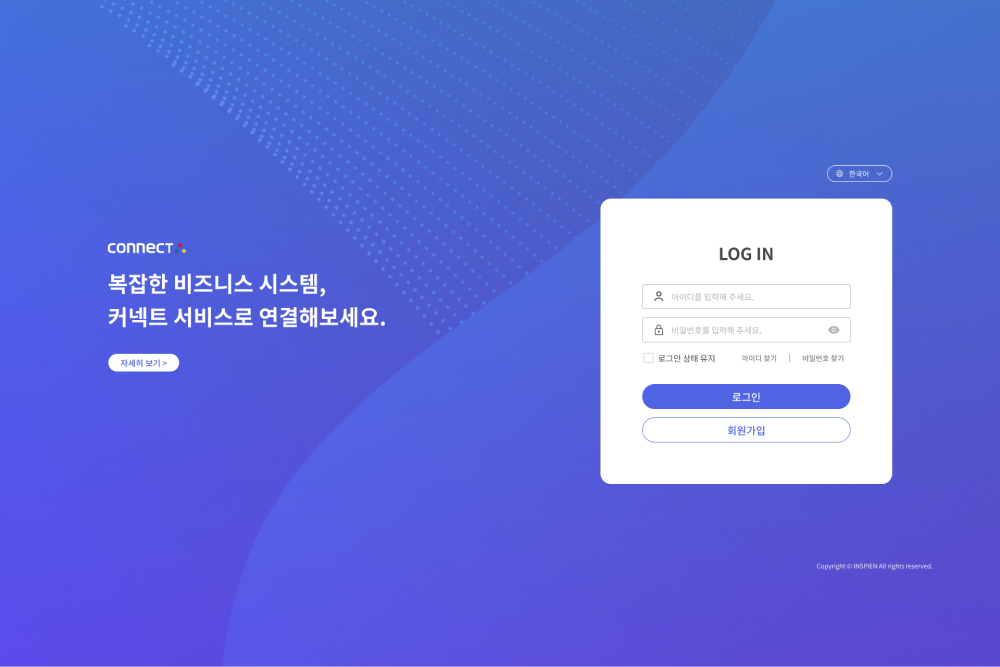 한국어
connect
복잡한 비즈니스 시스템,
커넥트 서비스로 연결해보세요.
자세히 보기 >
LOG IN
아이디를 입력해 주세요.
비밀번호를 입력해 주세요.
로그인 상태 유지 아이디 찾기 | 비밀번호 찾기
로그인
회원가입
Copyright © INSPIEN All rights reserved.